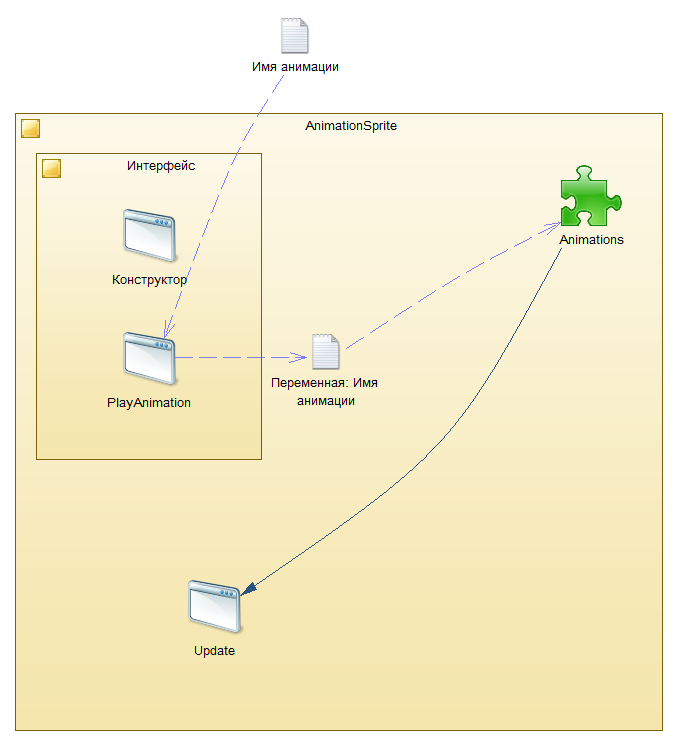 Имя анимации
AnimationSprite
Интерфейс
Конструктор
Animations
PlayAnimation
Переменная: Имя
анимации
Update